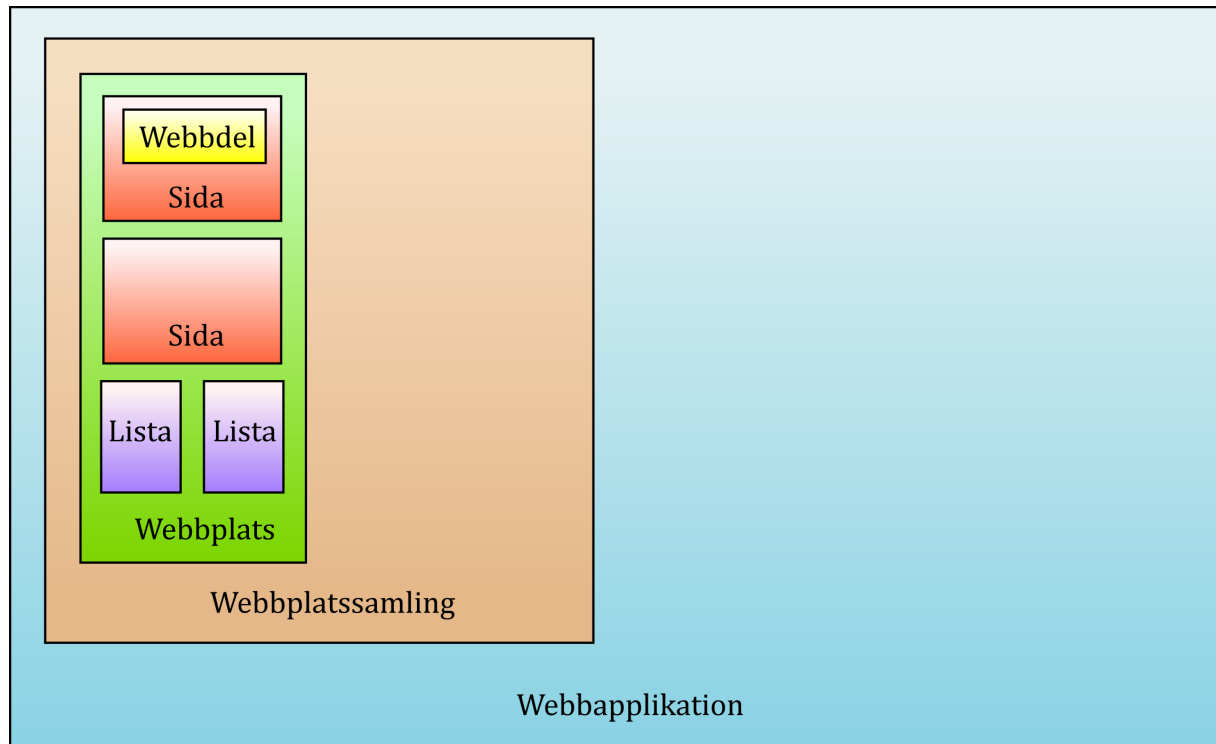 Webbdel
Sida
Sida
Lista Lista
Webbplats
Webbplatssamling
Webbapplikation